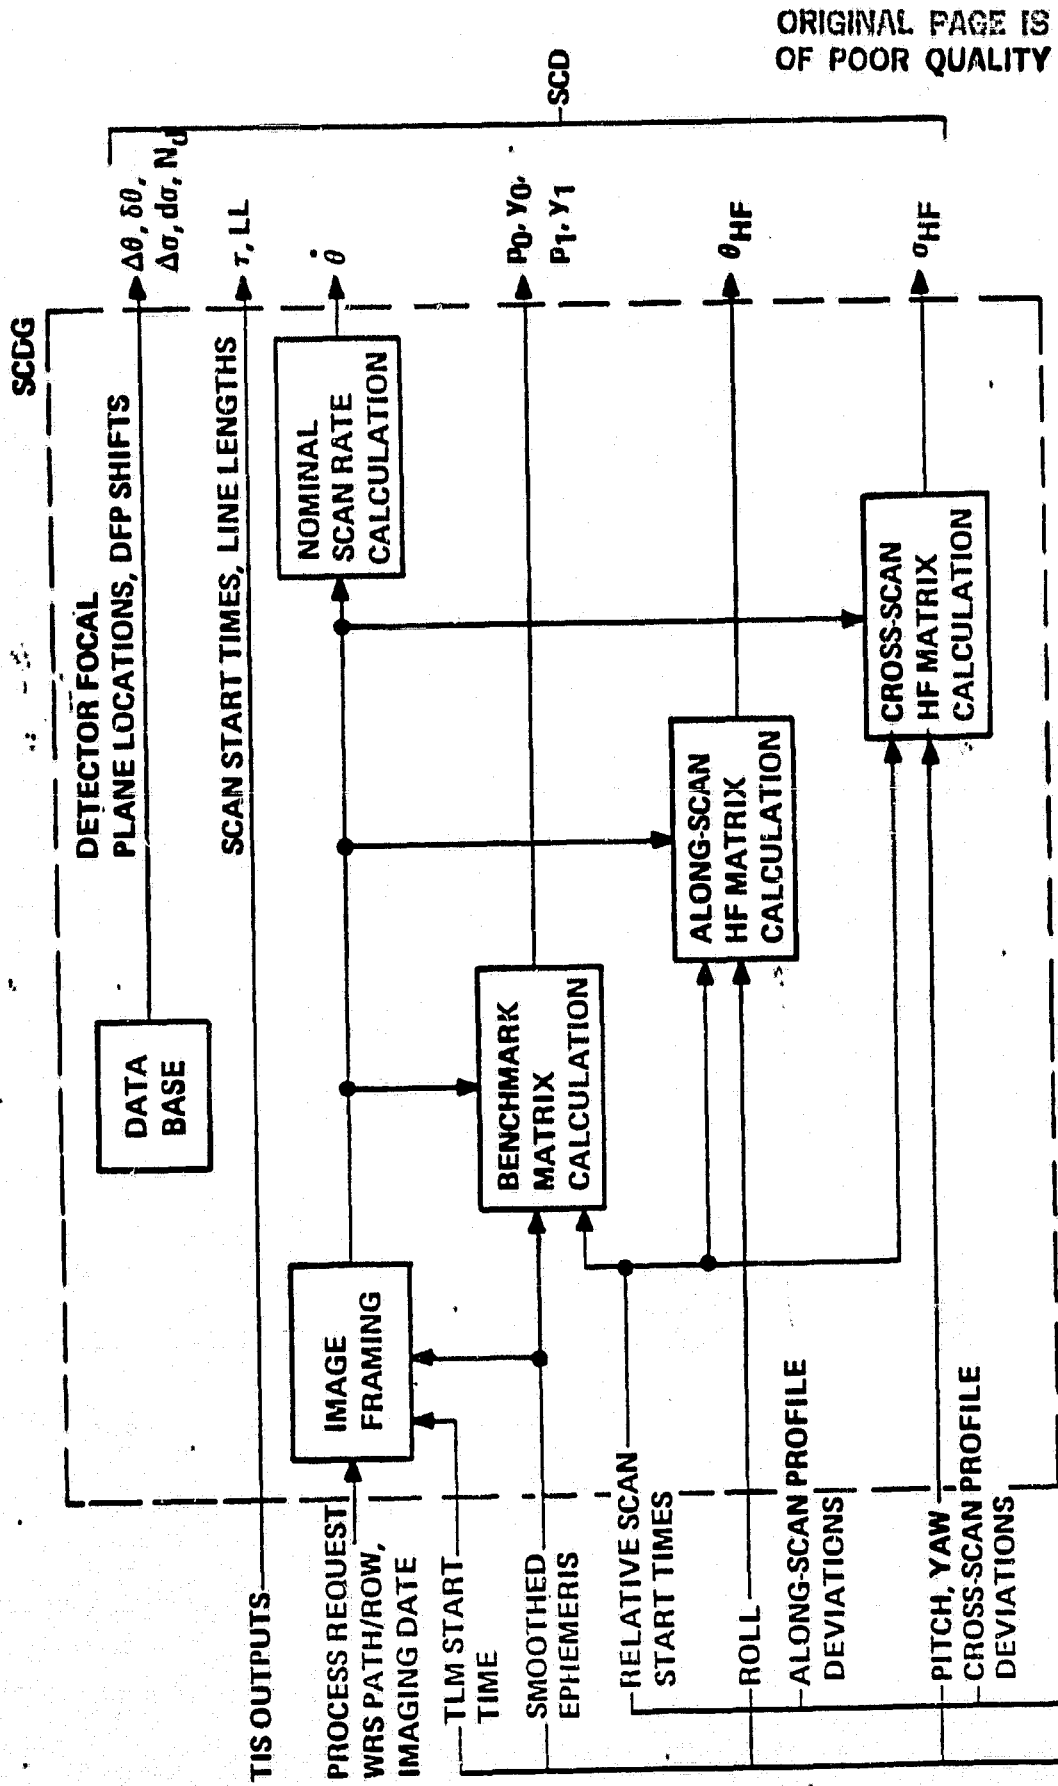 ORIGINAL PAGE IS
OF POOR QUALITY
SCDG
SCD
DETECTOR FOCAL
PLANE LOCATIONS, DFP SHIFTS
Δθ, δθ,
Δσ, dσ, Nd
DATA
BASE
TIS OUTPUTS
SCAN START TIMES, LINE LENGTHS
τ, LL
PROCESS REQUEST
WRS PATH/ROW,
IMAGING DATE
IMAGE
FRAMING
NOMINAL
SCAN RATE
CALCULATION
θ̇
TLM START
TIME
SMOOTHED
EPHEMERIS
BENCHMARK
MATRIX
CALCULATION
P0, Y0,
P1, Y1
RELATIVE SCAN
START TIMES
ROLL
ALONG-SCAN
HF MATRIX
CALCULATION
θHF
ALONG-SCAN PROFILE
DEVIATIONS
PITCH, YAW
CROSS-SCAN PROFILE
DEVIATIONS
CROSS-SCAN
HF MATRIX
CALCULATION
σHF